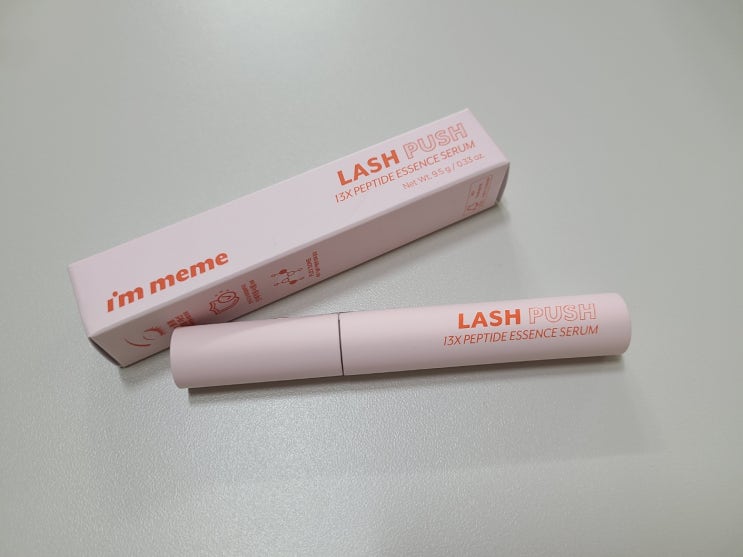 LASH PUSH
13X PEPTIDE ESSENCE SERUM
Net Wt. 9.5 g / 0.33 oz.
i'm meme
LASH PUSH
13X PEPTIDE ESSENCE SERUM